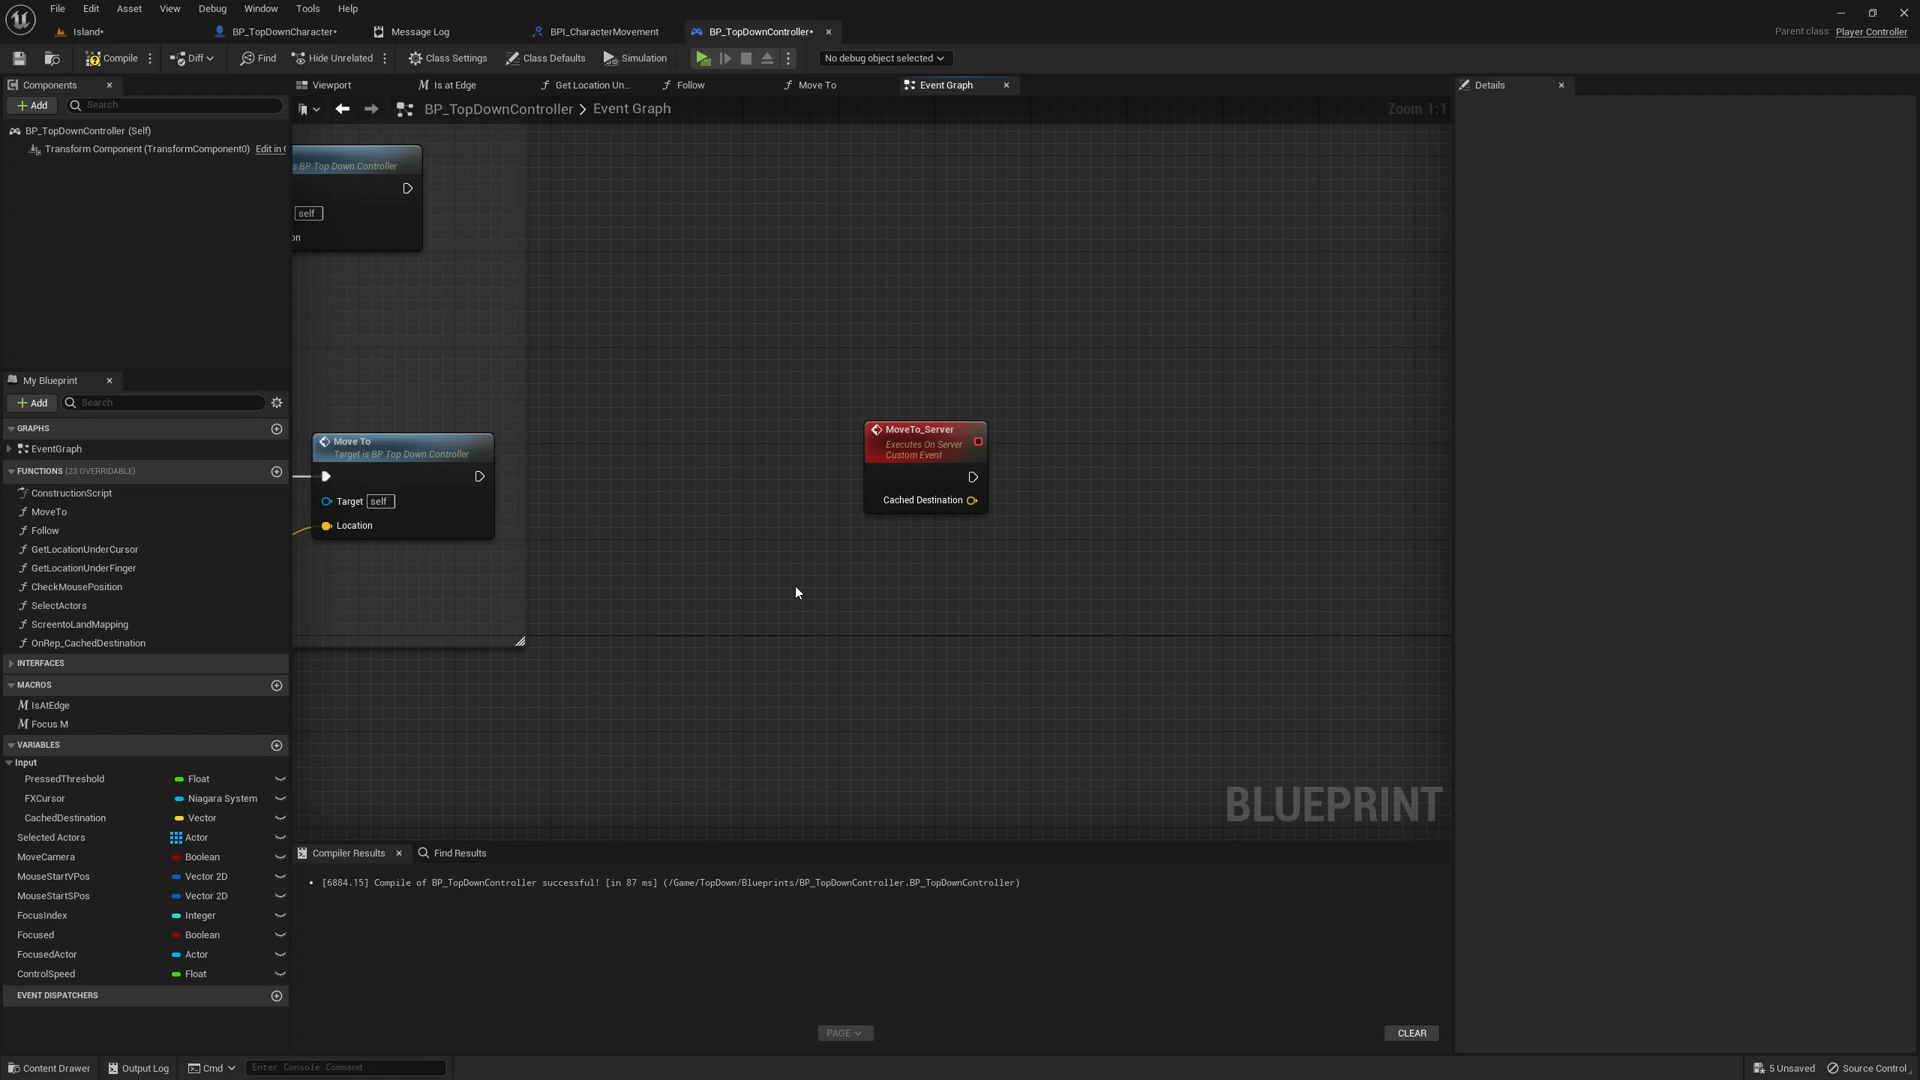 File Edit Asset View Debug Window Tools Help
Island* BP_TopDownCharacter* Message Log BPI_CharacterMovement BP_TopDownController* Parent class: Player Controller
Compile Diff Find Hide Unrelated Class Settings Class Defaults Simulation No debug object selected
Components Viewport Is at Edge Get Location Un... Follow Move To Event Graph Details
Add Search BP_TopDownController > Event Graph Zoom 1:1
BP_TopDownController (Self)
Transform Component (TransformComponent0) Edit in C
s BP Top Down Controller
self
on
My Blueprint
Add Search
GRAPHS
EventGraph
FUNCTIONS (23 OVERRIDABLE)
ConstructionScript
MoveTo
Follow
GetLocationUnderCursor
GetLocationUnderFinger
CheckMousePosition
SelectActors
ScreentoLandMapping
OnRep_CachedDestination
INTERFACES
MACROS
IsAtEdge
Focus M
VARIABLES
Input
PressedThreshold Float
FXCursor Niagara System
CachedDestination Vector
Selected Actors Actor
MoveCamera Boolean
MouseStartVPos Vector 2D
MouseStartSPos Vector 2D
FocusIndex Integer
Focused Boolean
FocusedActor Actor
ControlSpeed Float
EVENT DISPATCHERS
Move To
Target is BP Top Down Controller
Target self
Location
MoveTo_Server
Executes On Server
Custom Event
Cached Destination
BLUEPRINT
Compiler Results Find Results
[6884.15] Compile of BP_TopDownController successful! [in 87 ms] (/Game/TopDown/Blueprints/BP_TopDownController.BP_TopDownController)
PAGE CLEAR
Content Drawer Output Log Cmd Enter Console Command 5 Unsaved Source Control